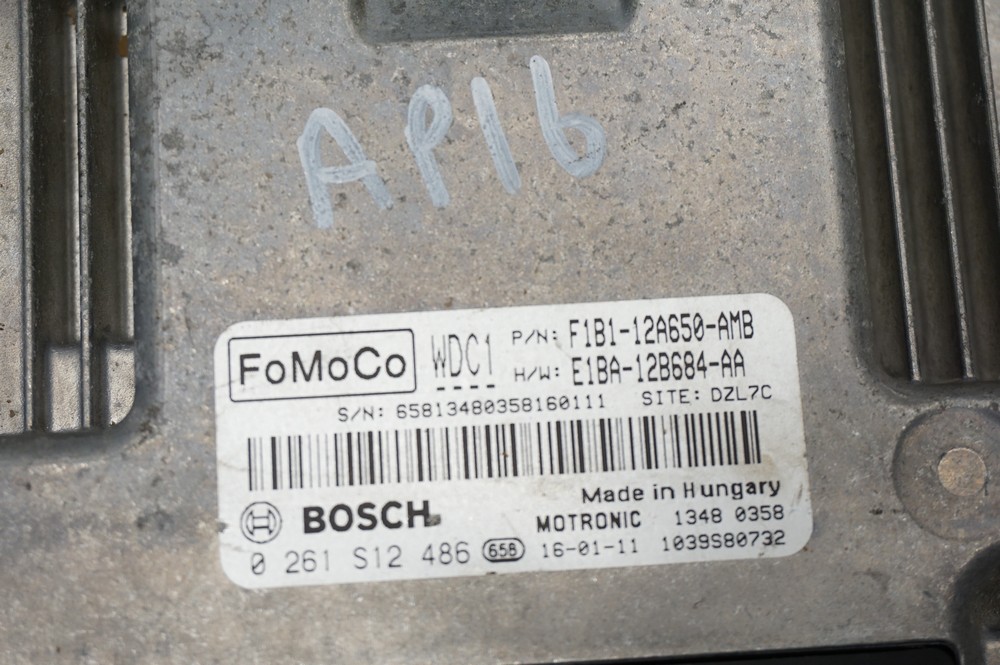 AP16
FoMoCo WDC1 P/N: F1B1-12A650-AMB
H/W: E1BA-12B684-AA
S/N: 65813480358160111 SITE: DZL7C
Made in Hungary
BOSCH MOTRONIC 1348 0358
0 261 S12 486 658 16-01-11 1039S80732